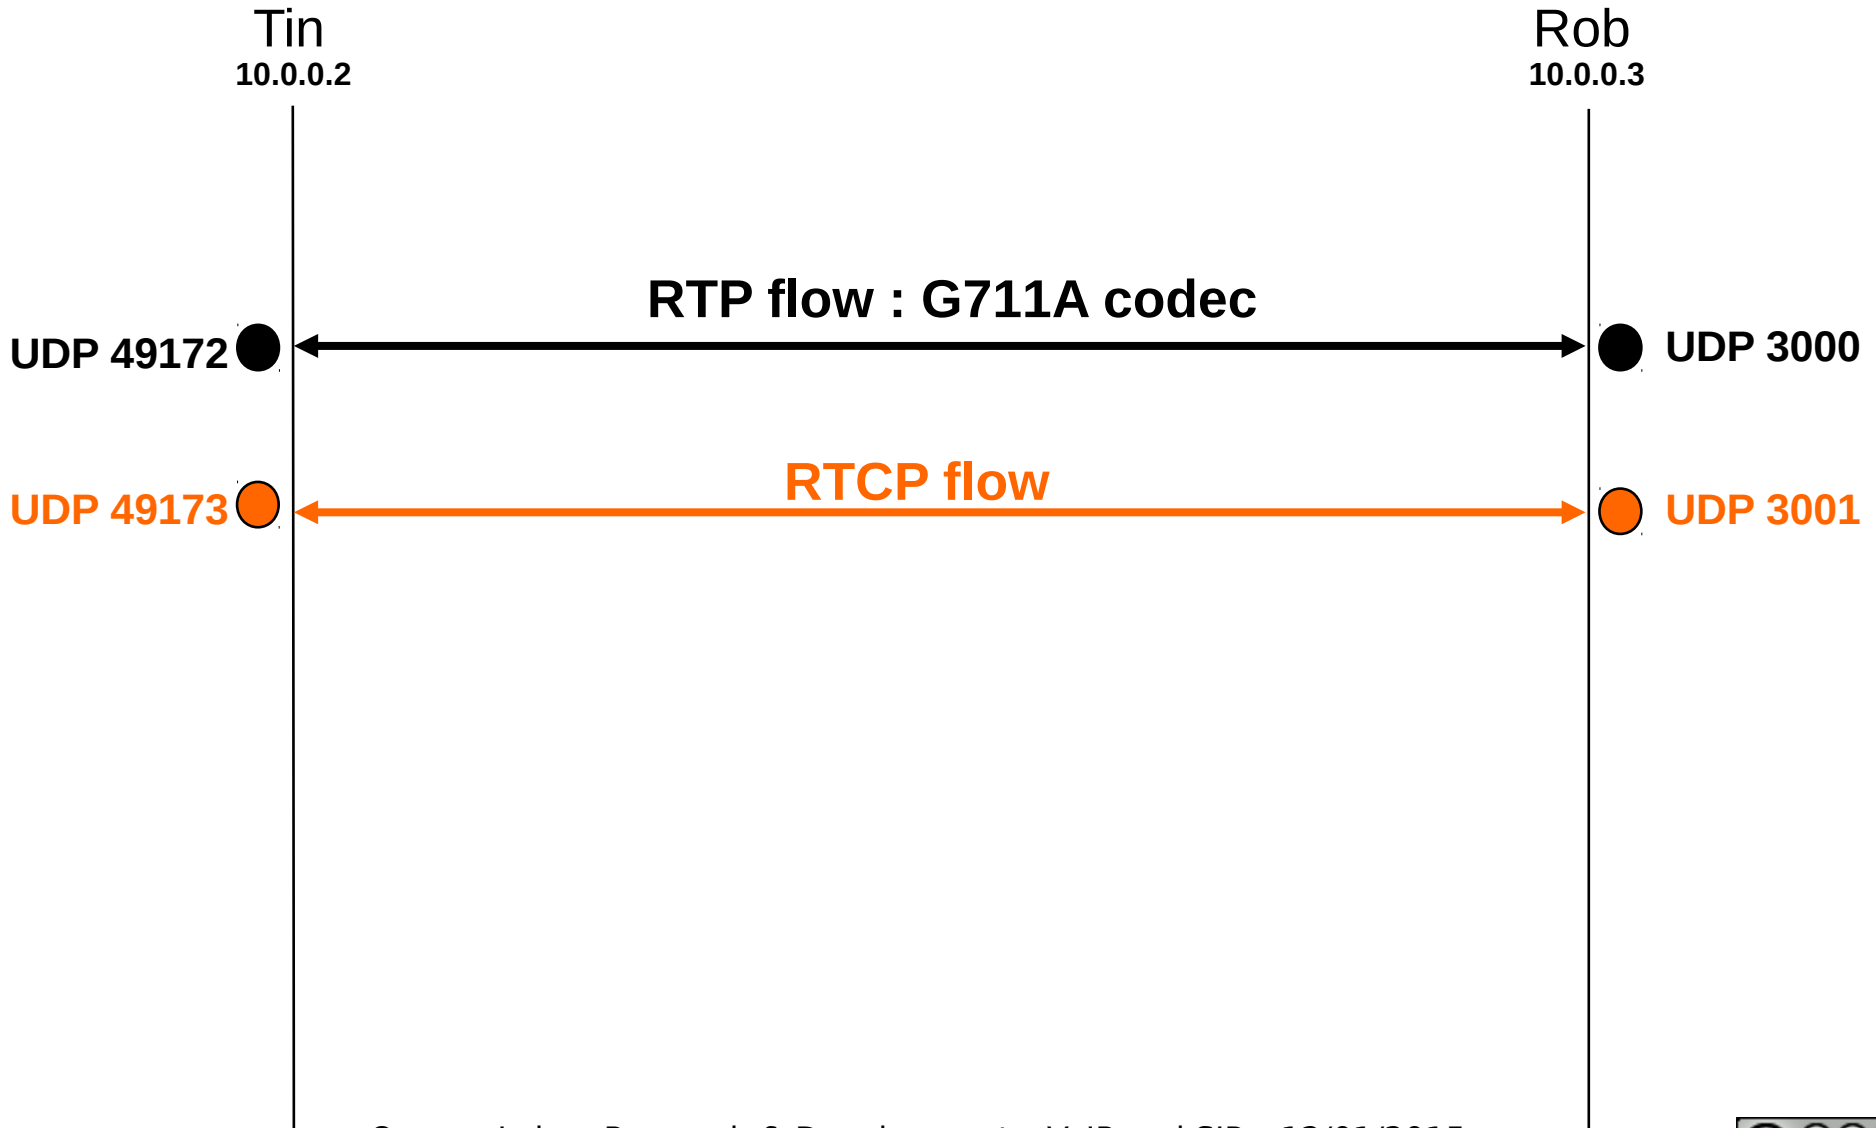 Tin
10.0.0.2
Rob
10.0.0.3
RTP flow : G711A codec
UDP 49172
UDP 3000
RTCP flow
UDP 49173
UDP 3001